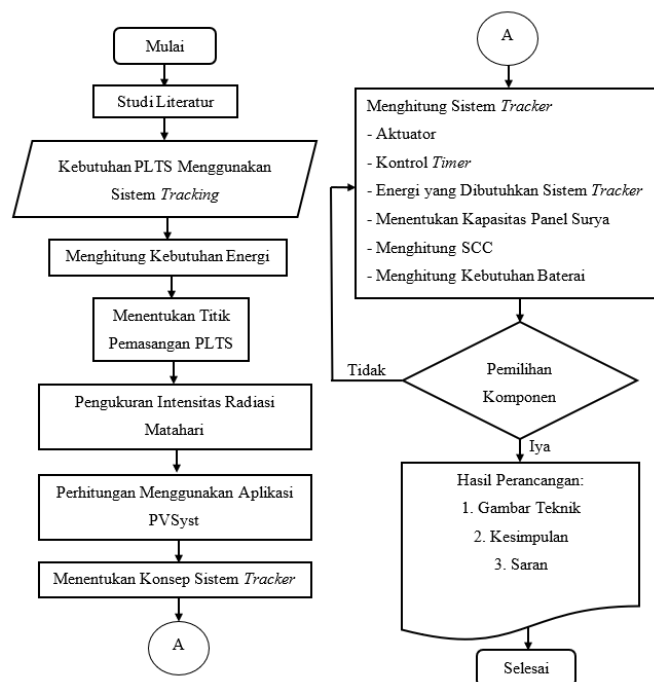 Mulai
Studi Literatur
Kebutuhan PLTS Menggunakan
Sistem Tracking
Menghitung Kebutuhan Energi
Menentukan Titik
Pemasangan PLTS
Pengukuran Intensitas Radiasi
Matahari
Perhitungan Menggunakan Aplikasi
PVSyst
Menentukan Konsep Sistem Tracker
A
A
Menghitung Sistem Tracker
- Aktuator
- Kontrol Timer
- Energi yang Dibutuhkan Sistem Tracker
- Menentukan Kapasitas Panel Surya
- Menghitung SCC
- Menghitung Kebutuhan Baterai
Tidak
Pemilihan
Komponen
Iya
Hasil Perancangan:
1. Gambar Teknik
2. Kesimpulan
3. Saran
Selesai